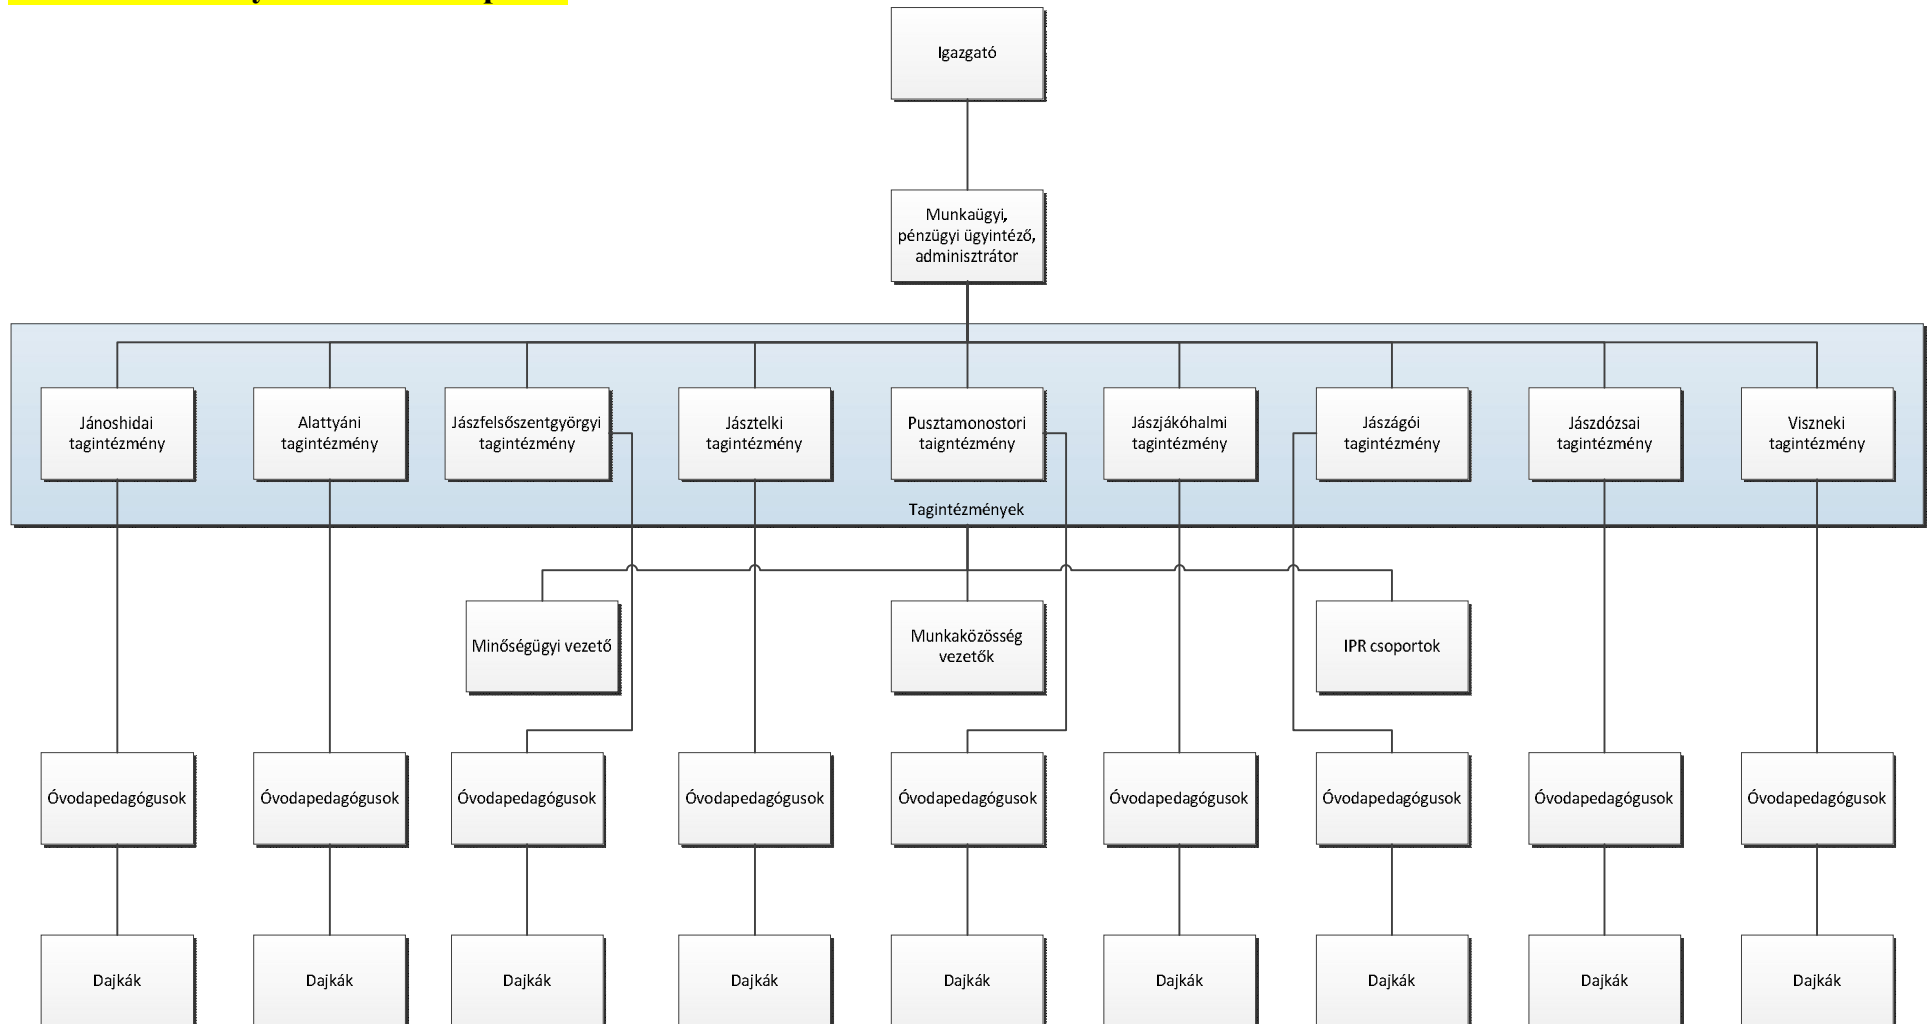 Igazgató
Munkaügyi,
pénzügyi ügyintéző,
adminisztrátor
Jánoshidai
tagintézmény
Alattyáni
tagintézmény
Jászfelsőszentgyörgyi
tagintézmény
Jásztelki
tagintézmény
Pusztamonostori
taigntézmény
Jászjákóhalmi
tagintézmény
Jászágói
tagintézmény
Jászdózsai
tagintézmény
Viszneki
tagintézmény
Tagintézmények
Minőségügyi vezető
Munkaközösség
vezetők
IPR csoportok
Óvodapedagógusok
Óvodapedagógusok
Óvodapedagógusok
Óvodapedagógusok
Óvodapedagógusok
Óvodapedagógusok
Óvodapedagógusok
Óvodapedagógusok
Óvodapedagógusok
Dajkák
Dajkák
Dajkák
Dajkák
Dajkák
Dajkák
Dajkák
Dajkák
Dajkák